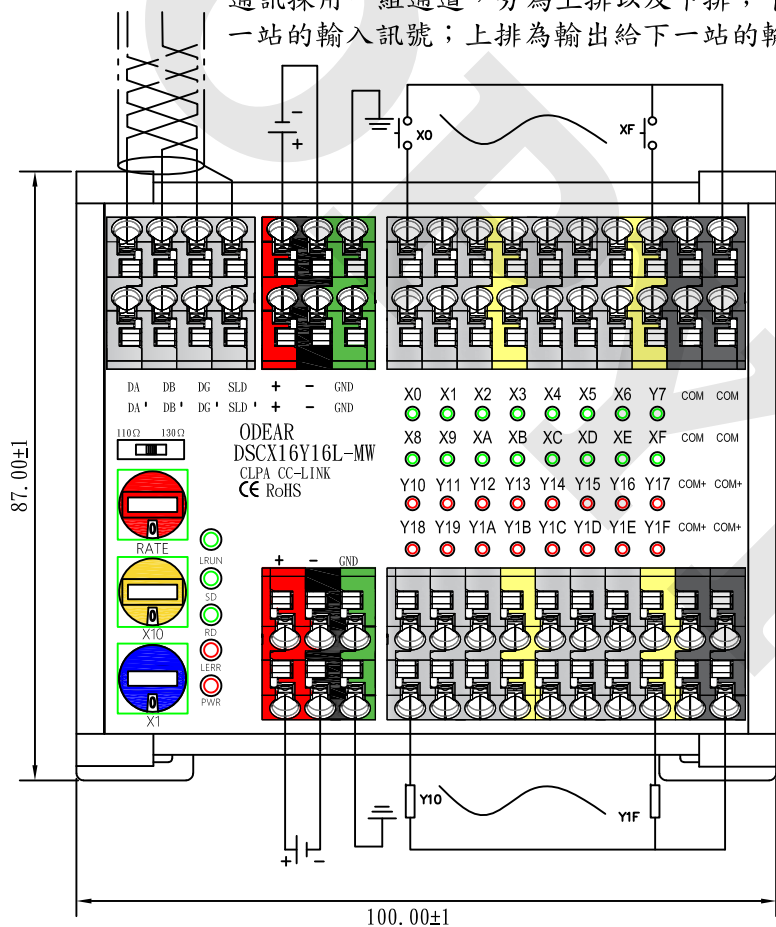 一站的輸入訊號；上排為輸出給下一站的輸
- +
X0 XF
DA DB DG SLD + - GND
DA' DB' DG' SLD' + - GND
X0 X1 X2 X3 X4 X5 X6 Y7 COM COM
X8 X9 XA XB XC XD XE XF COM COM
Y10 Y11 Y12 Y13 Y14 Y15 Y16 Y17 COM+ COM+
Y18 Y19 Y1A Y1B Y1C Y1D Y1E Y1F COM+ COM+
110Ω 130Ω
ODEAR
DSCX16Y16L-MW
CLPA CC-LINK
CE RoHS
RATE
X10
X1
LRUN
SD
RD
LERR
PWR
+ - GND
Y10 Y1F
+ -
87.00±1
100.00±1